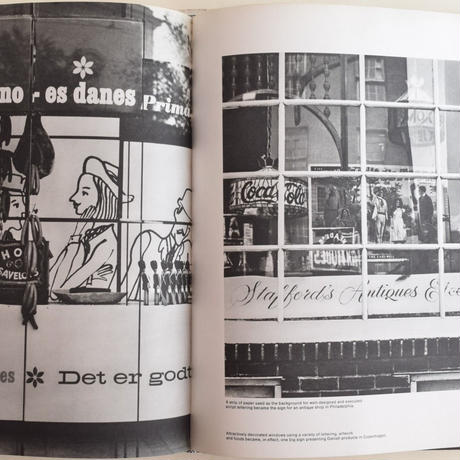 no - es danes
Prima
HO
SAVELO
es * Det er godt
Coca-Cola
Stafford's Antiques Etc
A strip of paper used as the background for well-designed and executed
script lettering became the sign for an antique shop in Philadelphia.
Attractively decorated windows using a variety of lettering, artwork
and foods became, in effect, one big sign presenting Danish products in Copenhagen.